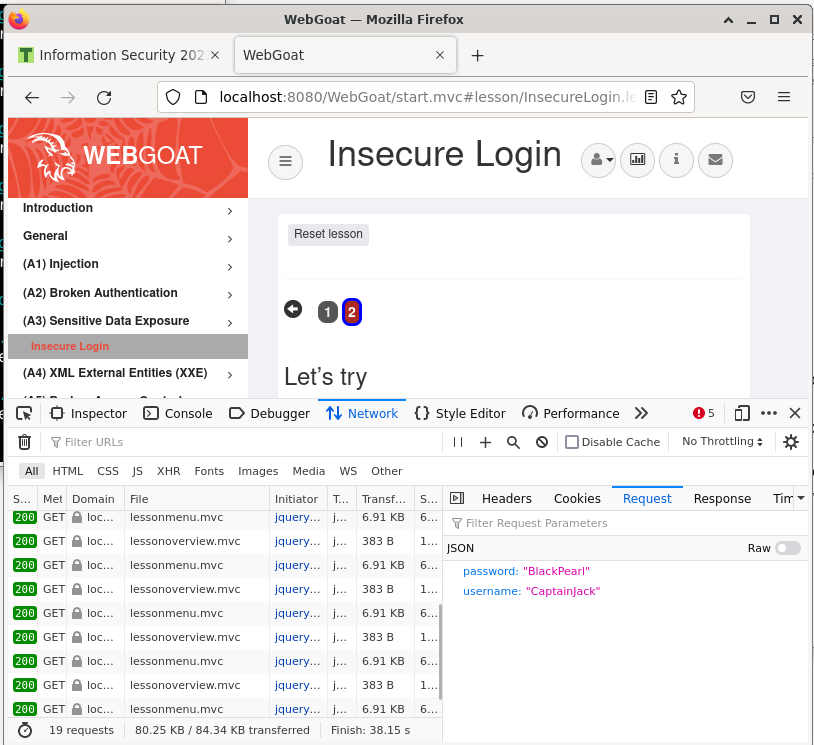 WebGoat — Mozilla Firefox
Information Security 202
WebGoat
localhost:8080/WebGoat/start.mvc#lesson/InsecureLogin.le
WEBGOAT
Insecure Login
Introduction
General
(A1) Injection
(A2) Broken Authentication
(A3) Sensitive Data Exposure
Insecure Login
(A4) XML External Entities (XXE)
Reset lesson
1 2
Let's try
Inspector Console Debugger Network Style Editor Performance 5
Filter URLs Disable Cache No Throttling
All HTML CSS JS XHR Fonts Images Media WS Other
S... Met Domain File Initiator T... Transf... S...
200 GET loc... lessonmenu.mvc jquery... j... 6.91 KB 6...
200 GET loc... lessonoverview.mvc jquery... j... 383 B 1...
200 GET loc... lessonmenu.mvc jquery... j... 6.91 KB 6...
200 GET loc... lessonoverview.mvc jquery... j... 383 B 1...
200 GET loc... lessonmenu.mvc jquery... j... 6.91 KB 6...
200 GET loc... lessonoverview.mvc jquery... j... 383 B 1...
200 GET loc... lessonmenu.mvc jquery... j... 6.91 KB 6...
200 GET loc... lessonoverview.mvc jquery... j... 383 B 1...
200 GET loc... lessonmenu.mvc jquery... j... 6.91 KB 6...
19 requests 80.25 KB / 84.34 KB transferred Finish: 38.15 s
Headers Cookies Request Response Tim
Filter Request Parameters
JSON Raw
password: "BlackPearl"
username: "CaptainJack"